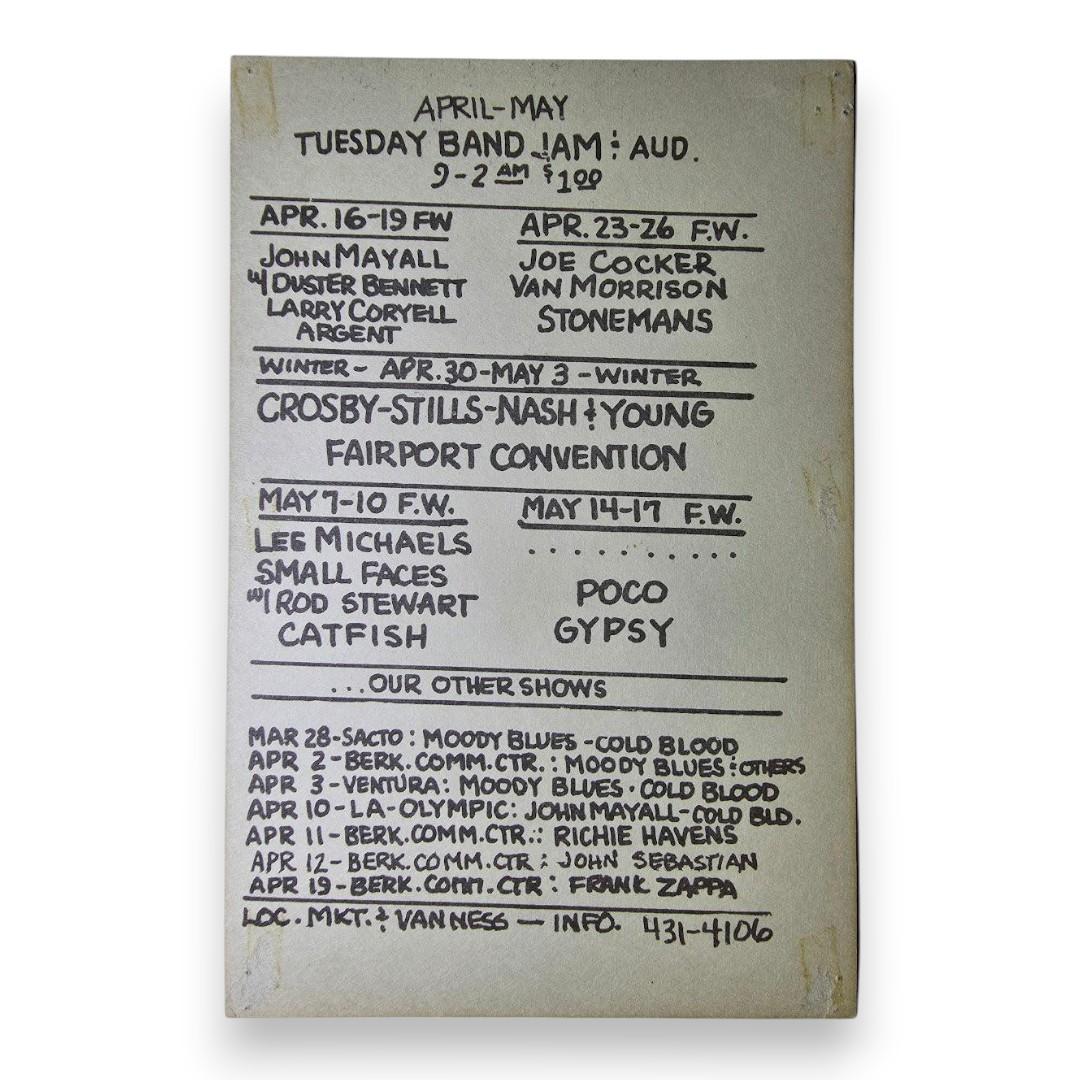 APRIL-MAY
TUESDAY BAND JAM & AUD.
9-2 AM $1.00
APR. 16-19 FW
JOHN MAYALL
W/ DUSTER BENNETT
LARRY CORYELL
ARGENT
APR. 23-26 F.W.
JOE COCKER
VAN MORRISON
STONEMANS
WINTER- APR.30-MAY 3-WINTER
CROSBY-STILLS-NASH & YOUNG
FAIRPORT CONVENTION
MAY 7-10 F.W.
LEE MICHAELS
SMALL FACES
W/ ROD STEWART
CATFISH
MAY 14-17 F.W.
. . . . . . . . . .
POCO
GYPSY
...OUR OTHER SHOWS
MAR 28-SACTO: MOODY BLUES-COLD BLOOD
APR 2-BERK.COMM.CTR.: MOODY BLUES & OTHERS
APR 3-VENTURA: MOODY BLUES·COLD BLOOD
APR 10-LA-OLYMPIC: JOHN MAYALL-COLD BLD.
APR 11-BERK.COMM.CTR.: RICHIE HAVENS
APR 12-BERK.COMM.CTR: JOHN SEBASTIAN
APR 19-BERK.COMM.CTR: FRANK ZAPPA
LOC. MKT. & VAN NESS — INFO. 431-4106